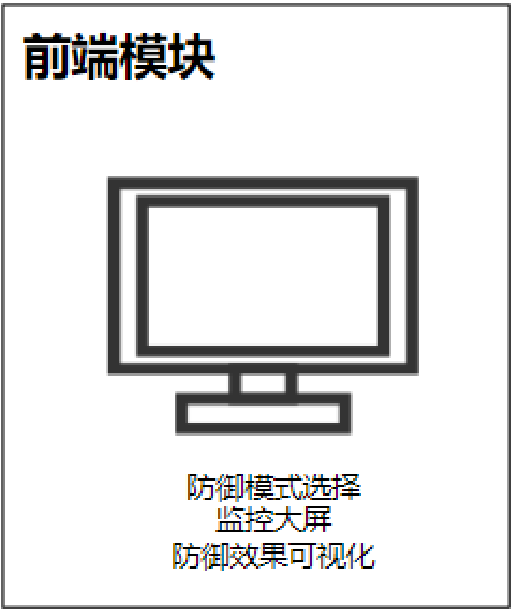 前端模块
防御模式选择
监控大屏
防御效果可视化